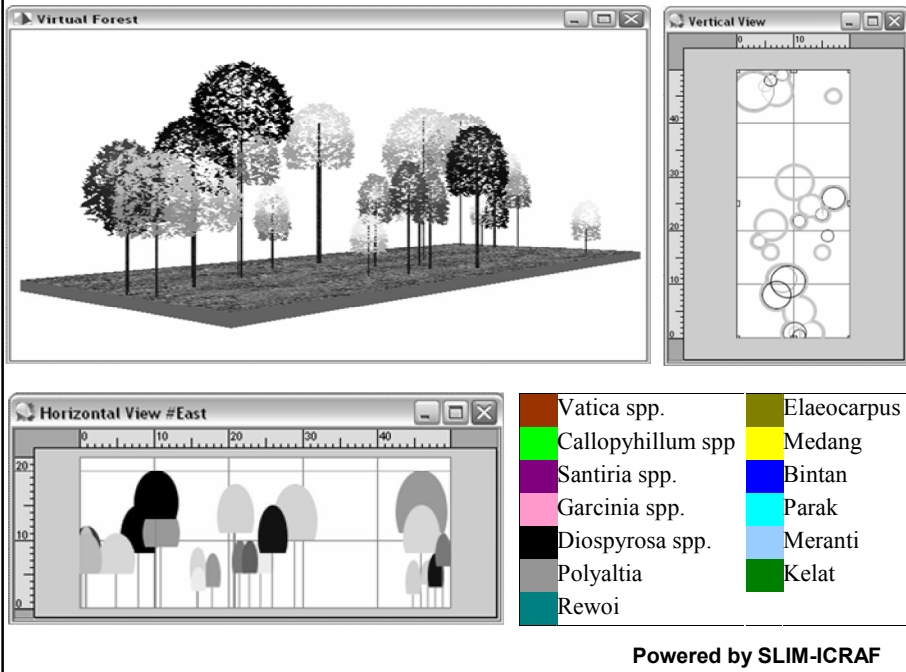 Virtual Forest
Vertical View
0 10
40
30
20
10
0
Horizontal View #East
0 10 20 30 40
20
10
0
Vatica spp. Elaeocarpus
Callopyhillum spp Medang
Santiria spp. Bintan
Garcinia spp. Parak
Diospyrosa spp. Meranti
Polyaltia Kelat
Rewoi
Powered by SLIM-ICRAF